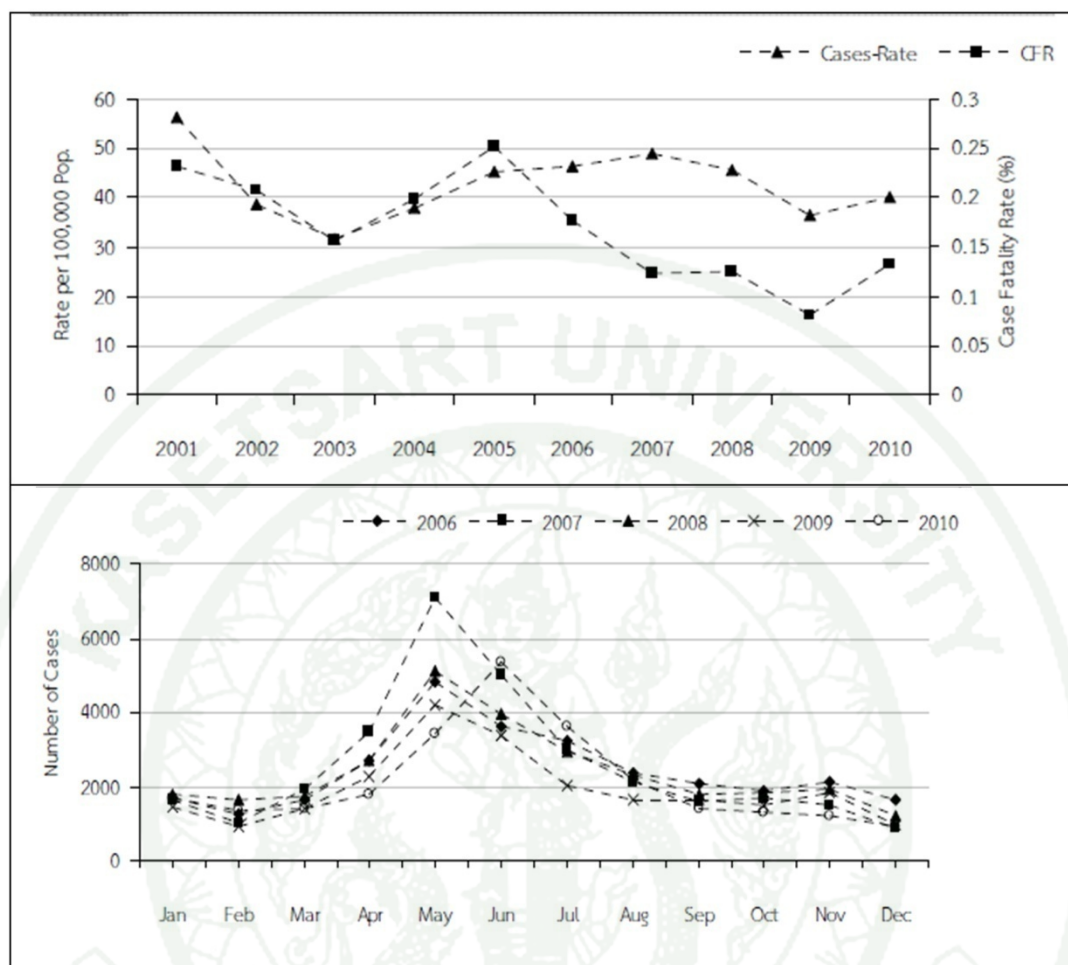 Cases-Rate CFR
Rate per 100,000 Pop.
60
50
40
30
20
10
0
0.3
0.25
0.2
0.15
0.1
0.05
0
Case Fatality Rate (%)
2001 2002 2003 2004 2005 2006 2007 2008 2009 2010
2006 2007 2008 2009 2010
Number of Cases
8000
6000
4000
2000
0
Jan Feb Mar Apr May Jun Jul Aug Sep Oct Nov Dec
KASETSART UNIVERSITY